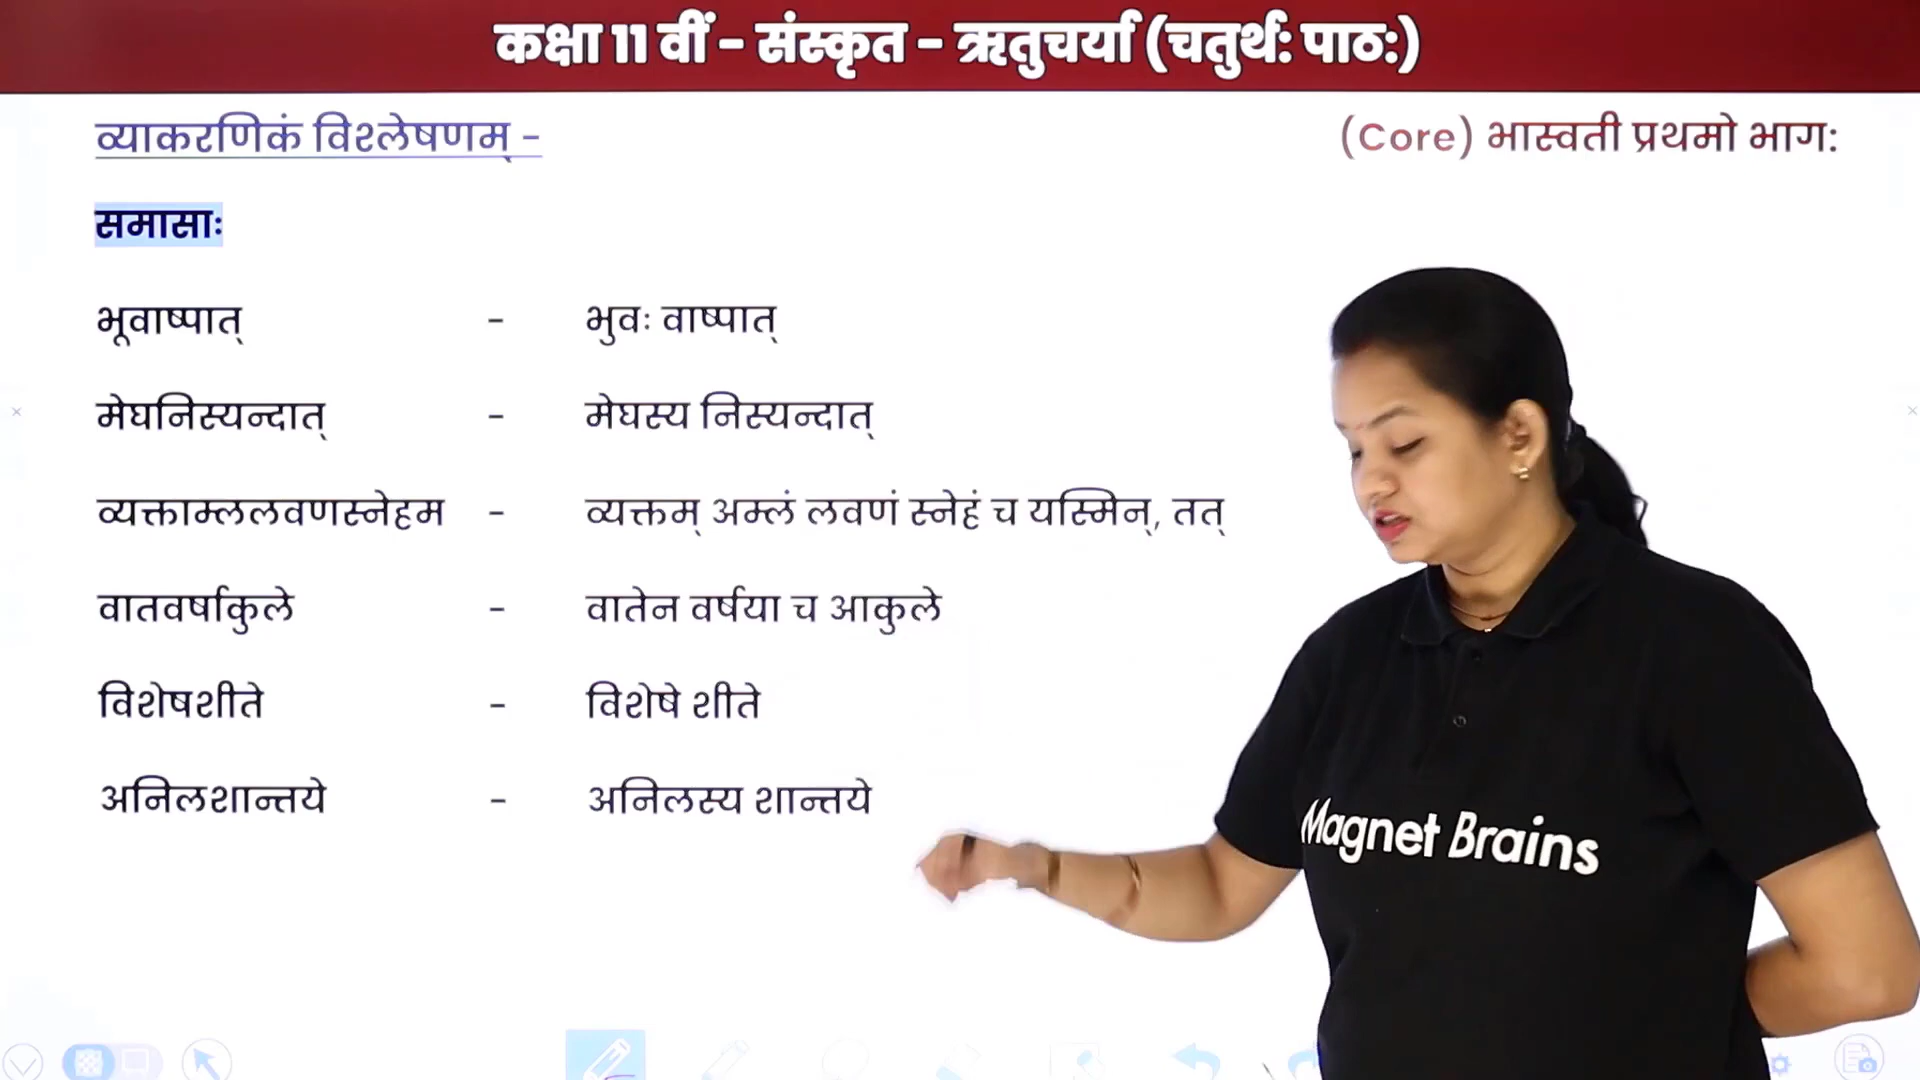 कक्षा 11 वीं - संस्कृत - ऋतुचर्या (चतुर्थ: पाठ:)
व्याकरणिकं विश्लेषणम् -
(Core) भास्वती प्रथमो भाग:
समासाः
भूवाष्पात् - भुवः वाष्पात्
मेघनिस्यन्दात् - मेघस्य निस्यन्दात्
व्यक्ताम्ललवणस्नेहम - व्यक्तम् अम्लं लवणं स्नेहं च यस्मिन्, तत्
वातवर्षाकुले - वातेन वर्षया च आकुले
विशेषशीते - विशेषे शीते
अनिलशान्तये - अनिलस्य शान्तये
Magnet Brains